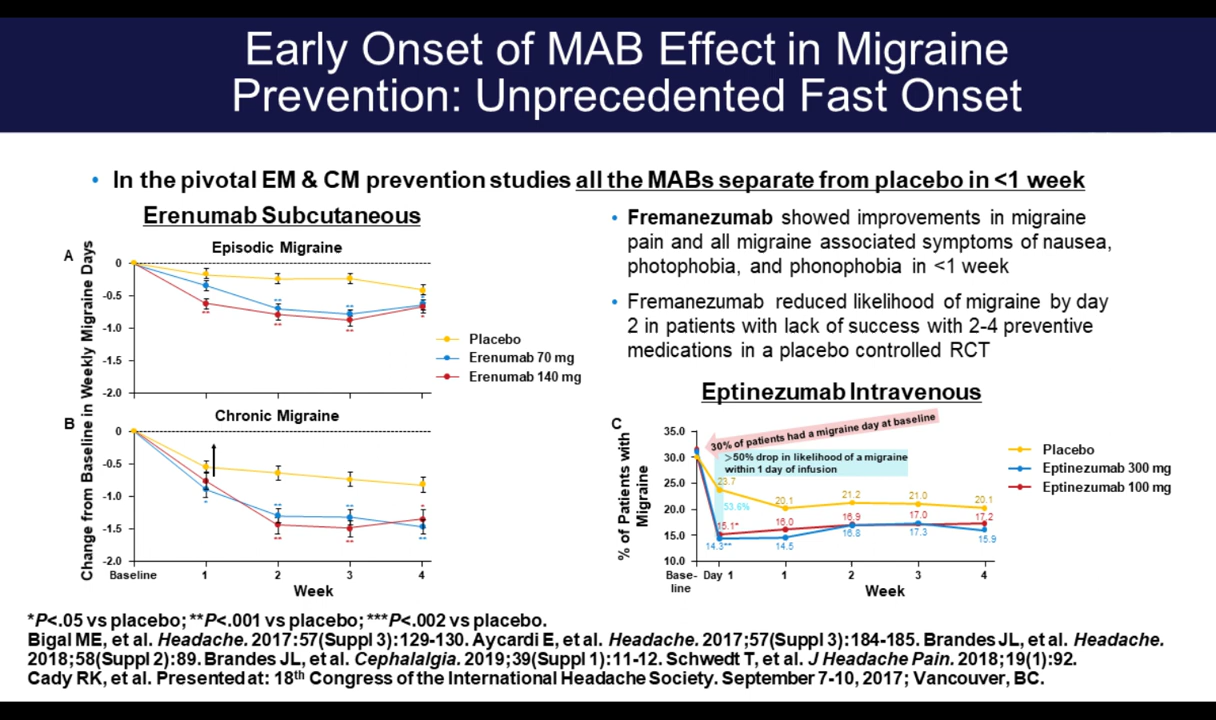 Early Onset of MAB Effect in Migraine
Prevention: Unprecedented Fast Onset
• In the pivotal EM & CM prevention studies all the MABs separate from placebo in <1 week
Erenumab Subcutaneous
A
Episodic Migraine
Change from Baseline in Weekly Migraine Days
0
-0.5
-1.0
-1.5
-2.0
**
**
**
**
**
*
Placebo
Erenumab 70 mg
Erenumab 140 mg
B
Chronic Migraine
0
-0.5
-1.0
-1.5
-2.0
*
**
**
**
**
*
**
Baseline 1 2 3 4
Week
• Fremanezumab showed improvements in migraine
pain and all migraine associated symptoms of nausea,
photophobia, and phonophobia in <1 week
• Fremanezumab reduced likelihood of migraine by day
2 in patients with lack of success with 2-4 preventive
medications in a placebo controlled RCT
Eptinezumab Intravenous
C
% of Patients with
Migraine
35.0
30.0
25.0
20.0
15.0
10.0
30% of patients had a migraine day at baseline
>50% drop in likelihood of a migraine
within 1 day of infusion
23.7
20.1
21.2
21.0
20.1
53.6%
15.1*
16.0
16.9
17.0
17.2
14.3**
14.5
16.8
17.3
15.9
Base-
line
Day 1 1 2 3 4
Week
Placebo
Eptinezumab 300 mg
Eptinezumab 100 mg
*P<.05 vs placebo; **P<.001 vs placebo; ***P<.002 vs placebo.
Bigal ME, et al. Headache. 2017:57(Suppl 3):129-130. Aycardi E, et al. Headache. 2017;57(Suppl 3):184-185. Brandes JL, et al. Headache.
2018;58(Suppl 2):89. Brandes JL, et al. Cephalalgia. 2019;39(Suppl 1):11-12. Schwedt T, et al. J Headache Pain. 2018;19(1):92.
Cady RK, et al. Presented at: 18th Congress of the International Headache Society. September 7-10, 2017; Vancouver, BC.